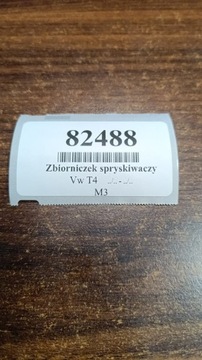 82488
Zbiorniczek spryskiwaczy
Vw T4 .:. - .:.
M3